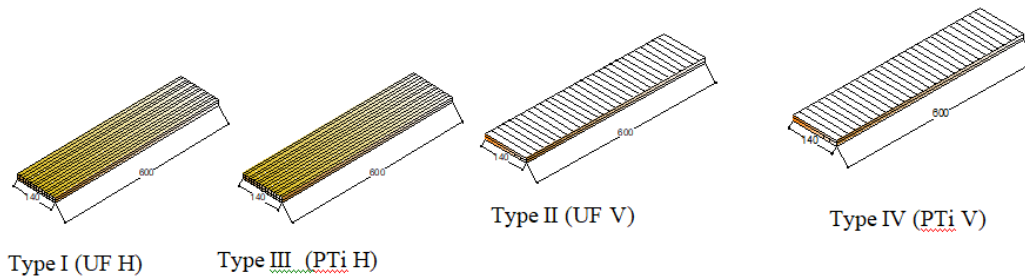 600
140
Type I (UF H)
600
140
Type III (PTi H)
600
140
Type II (UF V)
600
140
Type IV (PTi V)